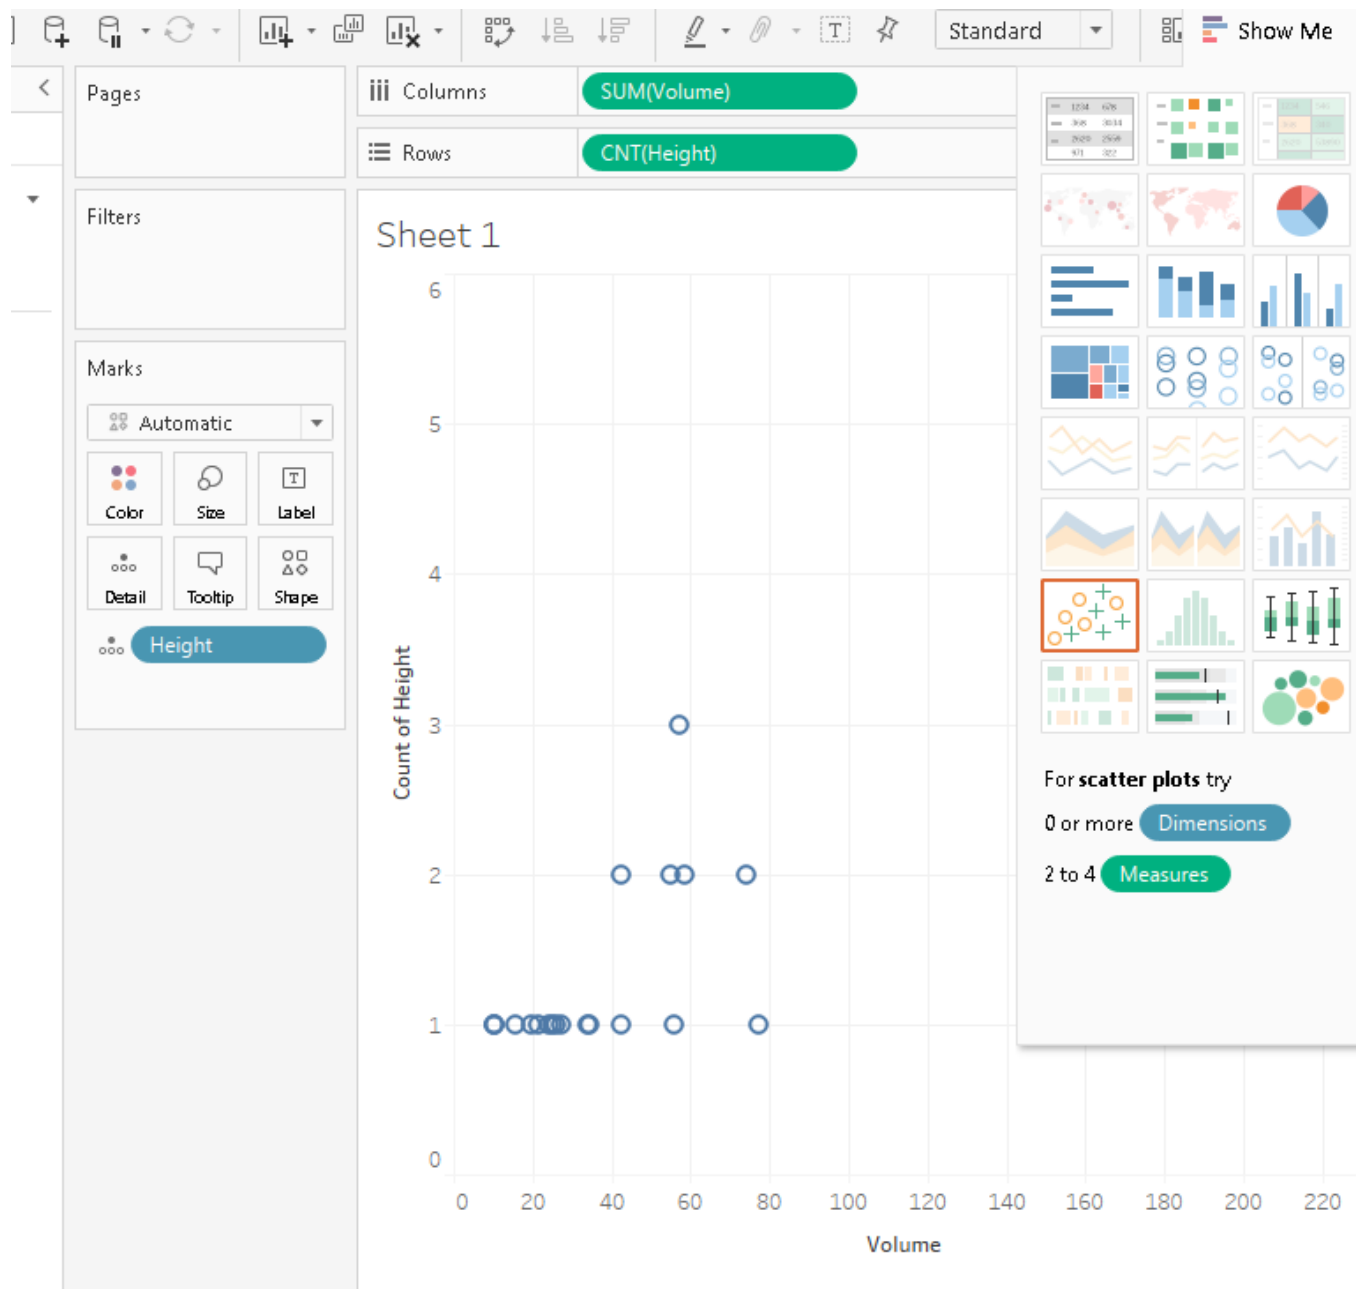 Standard
Show Me
Pages
Columns
SUM(Volume)
Rows
CNT(Height)
Filters
Sheet 1
Marks
Automatic
Color
Size
Label
Detail
Tooltip
Shape
Height
6
5
4
3
2
1
0
Count of Height
0 20 40 60 80 100 120 140 160 180 200 220
Volume
For scatter plots try
0 or more Dimensions
2 to 4 Measures